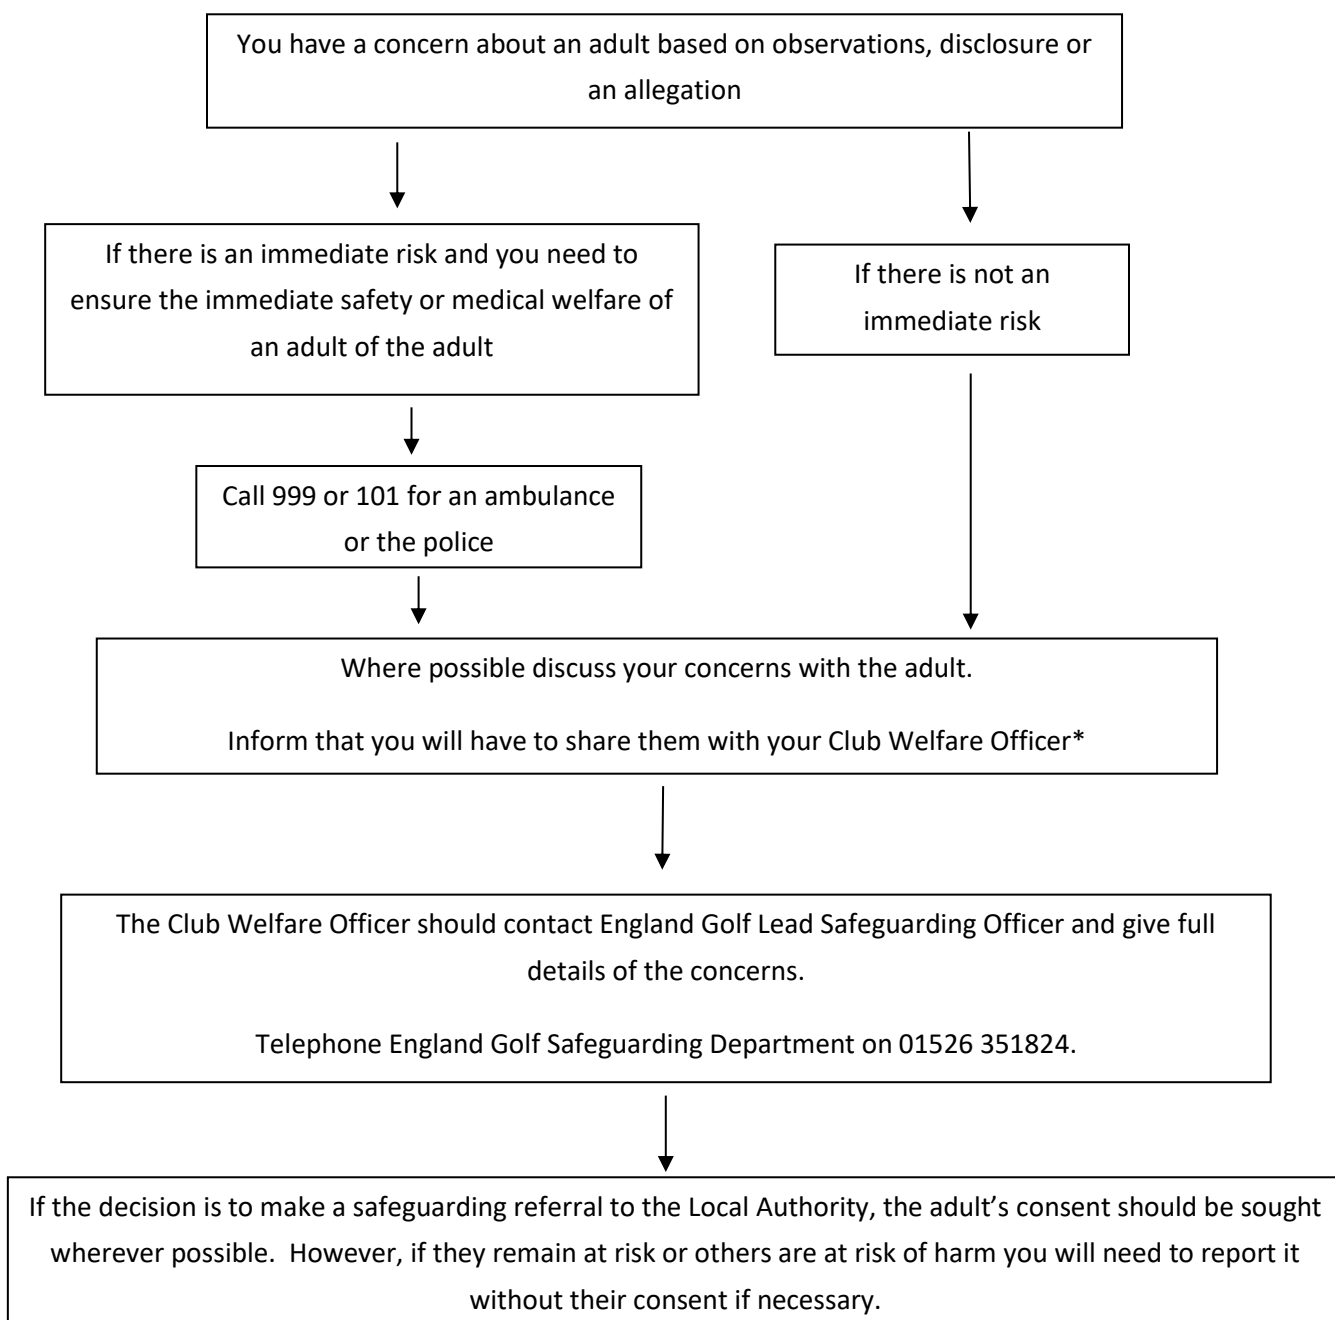 You have a concern about an adult based on observations, disclosure or
an allegation
If there is an immediate risk and you need to
ensure the immediate safety or medical welfare of
an adult of the adult
If there is not an
immediate risk
Call 999 or 101 for an ambulance
or the police
Where possible discuss your concerns with the adult.
Inform that you will have to share them with your Club Welfare Officer*
The Club Welfare Officer should contact England Golf Lead Safeguarding Officer and give full
details of the concerns.
Telephone England Golf Safeguarding Department on 01526 351824.
If the decision is to make a safeguarding referral to the Local Authority, the adult’s consent should be sought
wherever possible.  However, if they remain at risk or others are at risk of harm you will need to report it
without their consent if necessary.